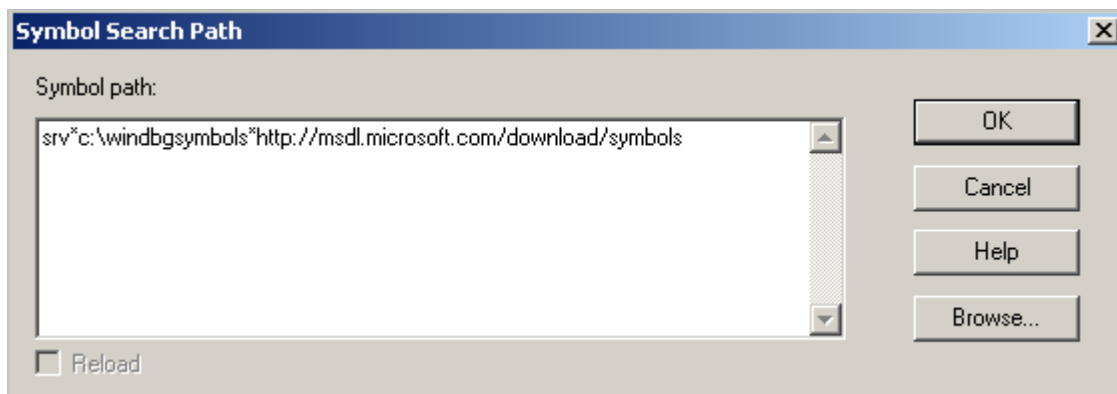 Symbol Search Path
Symbol path:
srv*c:\windbgsymbols*http://msdl.microsoft.com/download/symbols
OK
Cancel
Help
Browse...
Reload